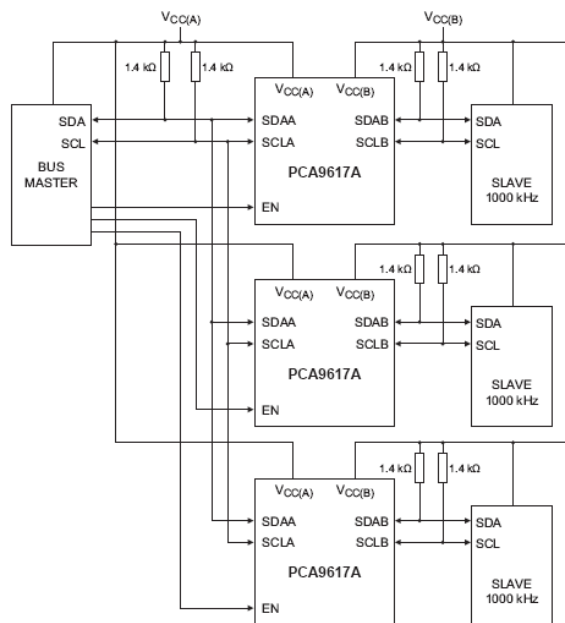 VCC(A)
VCC(B)
1.4 kΩ
1.4 kΩ
1.4 kΩ
1.4 kΩ
VCC(A)
VCC(B)
SDA
SCL
BUS
MASTER
SDAA
SCLA
SDAB
SCLB
PCA9617A
EN
SDA
SCL
SLAVE
1000 kHz
1.4 kΩ
1.4 kΩ
VCC(A)
VCC(B)
SDAA
SCLA
SDAB
SCLB
PCA9617A
EN
SDA
SCL
SLAVE
1000 kHz
1.4 kΩ
1.4 kΩ
VCC(A)
VCC(B)
SDAA
SCLA
SDAB
SCLB
PCA9617A
EN
SDA
SCL
SLAVE
1000 kHz